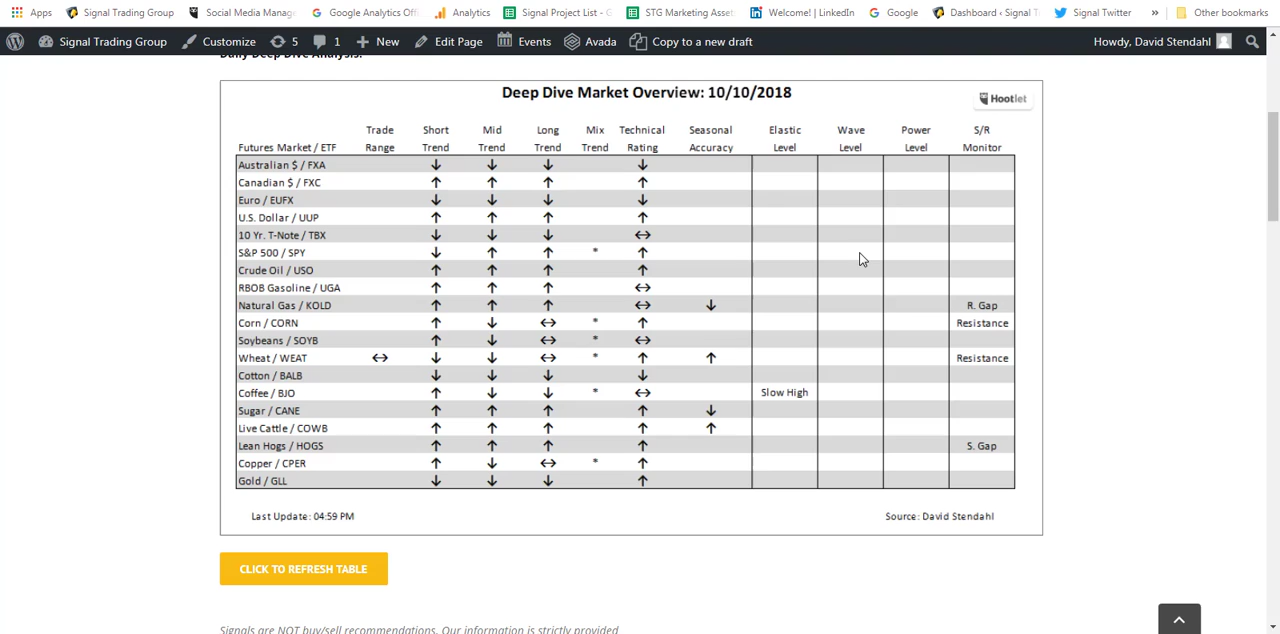 Apps Signal Trading Group Social Media Manage Google Analytics Offi Analytics Signal Project List - G STG Marketing Asset Welcome! | LinkedIn Google Dashboard ‹ Signal T Signal Twitter » Other bookmarks
Signal Trading Group Customize 5 1 + New Edit Page Events Avada Copy to a new draft Howdy, David Stendahl
Daily Deep Dive Analysis:
Deep Dive Market Overview: 10/10/2018
Hootlet
Trade Short Mid Long Mix Technical Seasonal Elastic Wave Power S/R
Futures Market / ETF Range Trend Trend Trend Trend Rating Accuracy Level Level Level Monitor
Australian $ / FXA ↓ ↓ ↓ ↓
Canadian $ / FXC ↑ ↑ ↑ ↑
Euro / EUFX ↓ ↓ ↓ ↓
U.S. Dollar / UUP ↑ ↑ ↑ ↑
10 Yr. T-Note / TBX ↓ ↓ ↓ ↔
S&P 500 / SPY ↓ ↑ ↑ * ↑
Crude Oil / USO ↑ ↑ ↑ ↑
RBOB Gasoline / UGA ↑ ↑ ↑ ↔
Natural Gas / KOLD ↑ ↑ ↑ ↔ ↓ R. Gap
Corn / CORN ↑ ↓ ↔ * ↑ Resistance
Soybeans / SOYB ↑ ↓ ↔ * ↔
Wheat / WEAT ↔ ↓ ↓ ↔ * ↑ ↑ Resistance
Cotton / BALB ↓ ↓ ↓ ↓
Coffee / BJO ↑ ↓ ↓ * ↔ Slow High
Sugar / CANE ↑ ↑ ↑ ↑ ↓
Live Cattle / COWB ↑ ↑ ↑ ↑ ↑
Lean Hogs / HOGS ↑ ↑ ↑ ↑ S. Gap
Copper / CPER ↑ ↓ ↔ * ↑
Gold / GLL ↓ ↓ ↓ ↑
Last Update: 04:59 PM Source: David Stendahl
CLICK TO REFRESH TABLE
Signals are NOT buy/sell recommendations. Our information is strictly provided